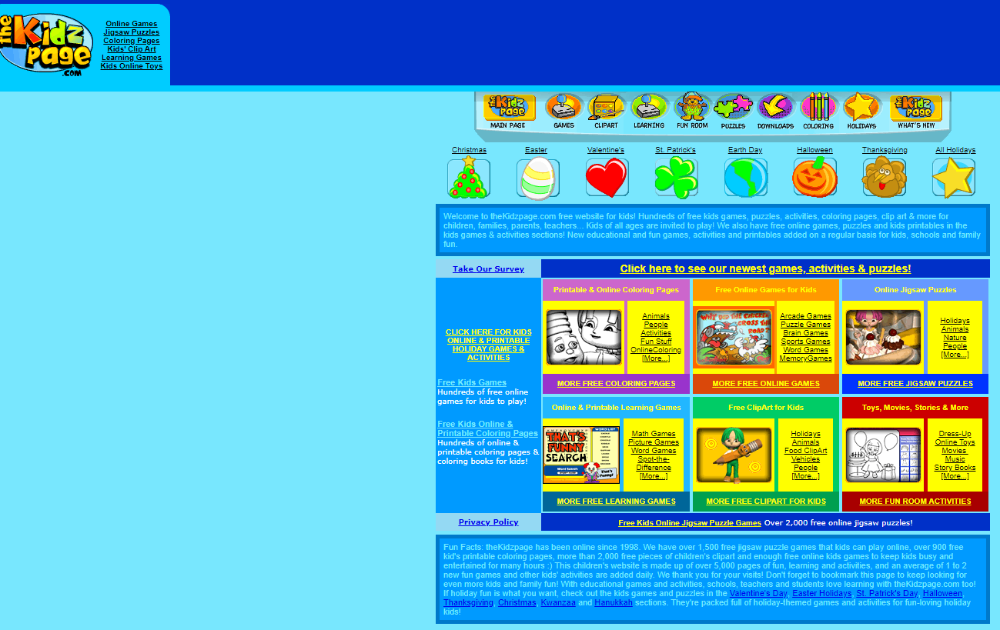 the Kidz Page .com
Online Games
Jigsaw Puzzles
Coloring Pages
Kids' Clip Art
Learning Games
Kids Online Toys
the Kidz Page the Kidz Page
MAIN PAGE GAMES CLIPART LEARNING FUN ROOM PUZZLES DOWNLOADS COLORING HOLIDAYS WHAT'S NEW
Christmas Easter Valentine's St. Patrick's Earth Day Halloween Thanksgiving All Holidays
Welcome to theKidzpage.com free website for kids! Hundreds of free kids games, puzzles, activities, coloring pages, clip art & more for
children, families, parents, teachers... Kids of all ages are invited to play! We also have free online games, puzzles and kids printables in the
kids games & activities sections! New educational and fun games, activities and printables added on a regular basis for kids, schools and family
fun.
Take Our Survey
Click here to see our newest games, activities & puzzles!
CLICK HERE FOR KIDS
ONLINE & PRINTABLE
HOLIDAY GAMES &
ACTIVITIES
Free Kids Games
Hundreds of free online
games for kids to play!
Free Kids Online &
Printable Coloring Pages
Hundreds of online &
printable coloring pages &
coloring books for kids!
Printable & Online Coloring Pages
Animals
People
Activities
Fun Stuff
OnlineColoring
[More...]
MORE FREE COLORING PAGES
Free Online Games for Kids
WHY DID THE CHICKEN
CROSS THE
ROAD?
Arcade Games
Puzzle Games
Brain Games
Sports Games
Word Games
MemoryGames
MORE FREE ONLINE GAMES
Online Jigsaw Puzzles
Holidays
Animals
Nature
People
[More...]
MORE FREE JIGSAW PUZZLES
Online & Printable Learning Games
THAT'S
FUNNY
SEARCH
WORD LIST
Word Search
That's
Funny!
Math Games
Picture Games
Word Games
Spot-the-
Difference
[More...]
MORE FREE LEARNING GAMES
Free ClipArt for Kids
Holidays
Animals
Food ClipArt
Vehicles
People
[More...]
MORE FREE CLIPART FOR KIDS
Toys, Movies, Stories & More
Dress-Up
Online Toys
Movies
Music
Story Books
[More...]
MORE FUN ROOM ACTIVITIES
Privacy Policy
Free Kids Online Jigsaw Puzzle Games Over 2,000 free online jigsaw puzzles!
Fun Facts: theKidzpage has been online since 1998. We have over 1,500 free jigsaw puzzle games that kids can play online, over 900 free
kid's printable coloring pages, more than 2,000 free pieces of children's clipart and enough free online kids games to keep kids busy and
entertained for many hours :) This children's website is made up of over 5,000 pages of fun, learning and activities, and an average of 1 to 2
new fun games and other kids' activities are added daily. We thank you for your visits! Don't forget to bookmark this page to keep looking for
even more kids and family fun! With educational games and activities, schools, teachers and students love learning with theKidzpage.com too!
If holiday fun is what you want, check out the kids games and puzzles in the Valentine's Day, Easter Holidays, St. Patrick's Day, Halloween,
Thanksgiving, Christmas, Kwanzaa and Hanukkah sections. They're packed full of holiday-themed games and activities for fun-loving holiday
kids!